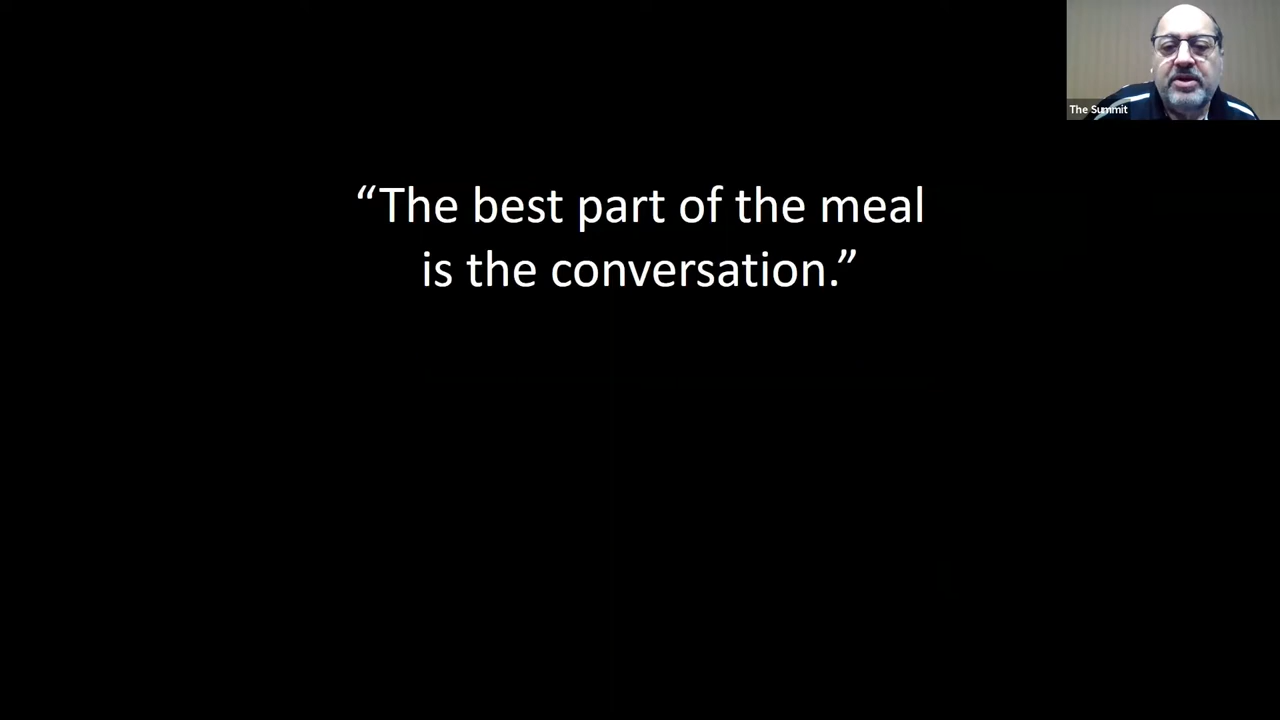 The Summit
“The best part of the meal
is the conversation.”